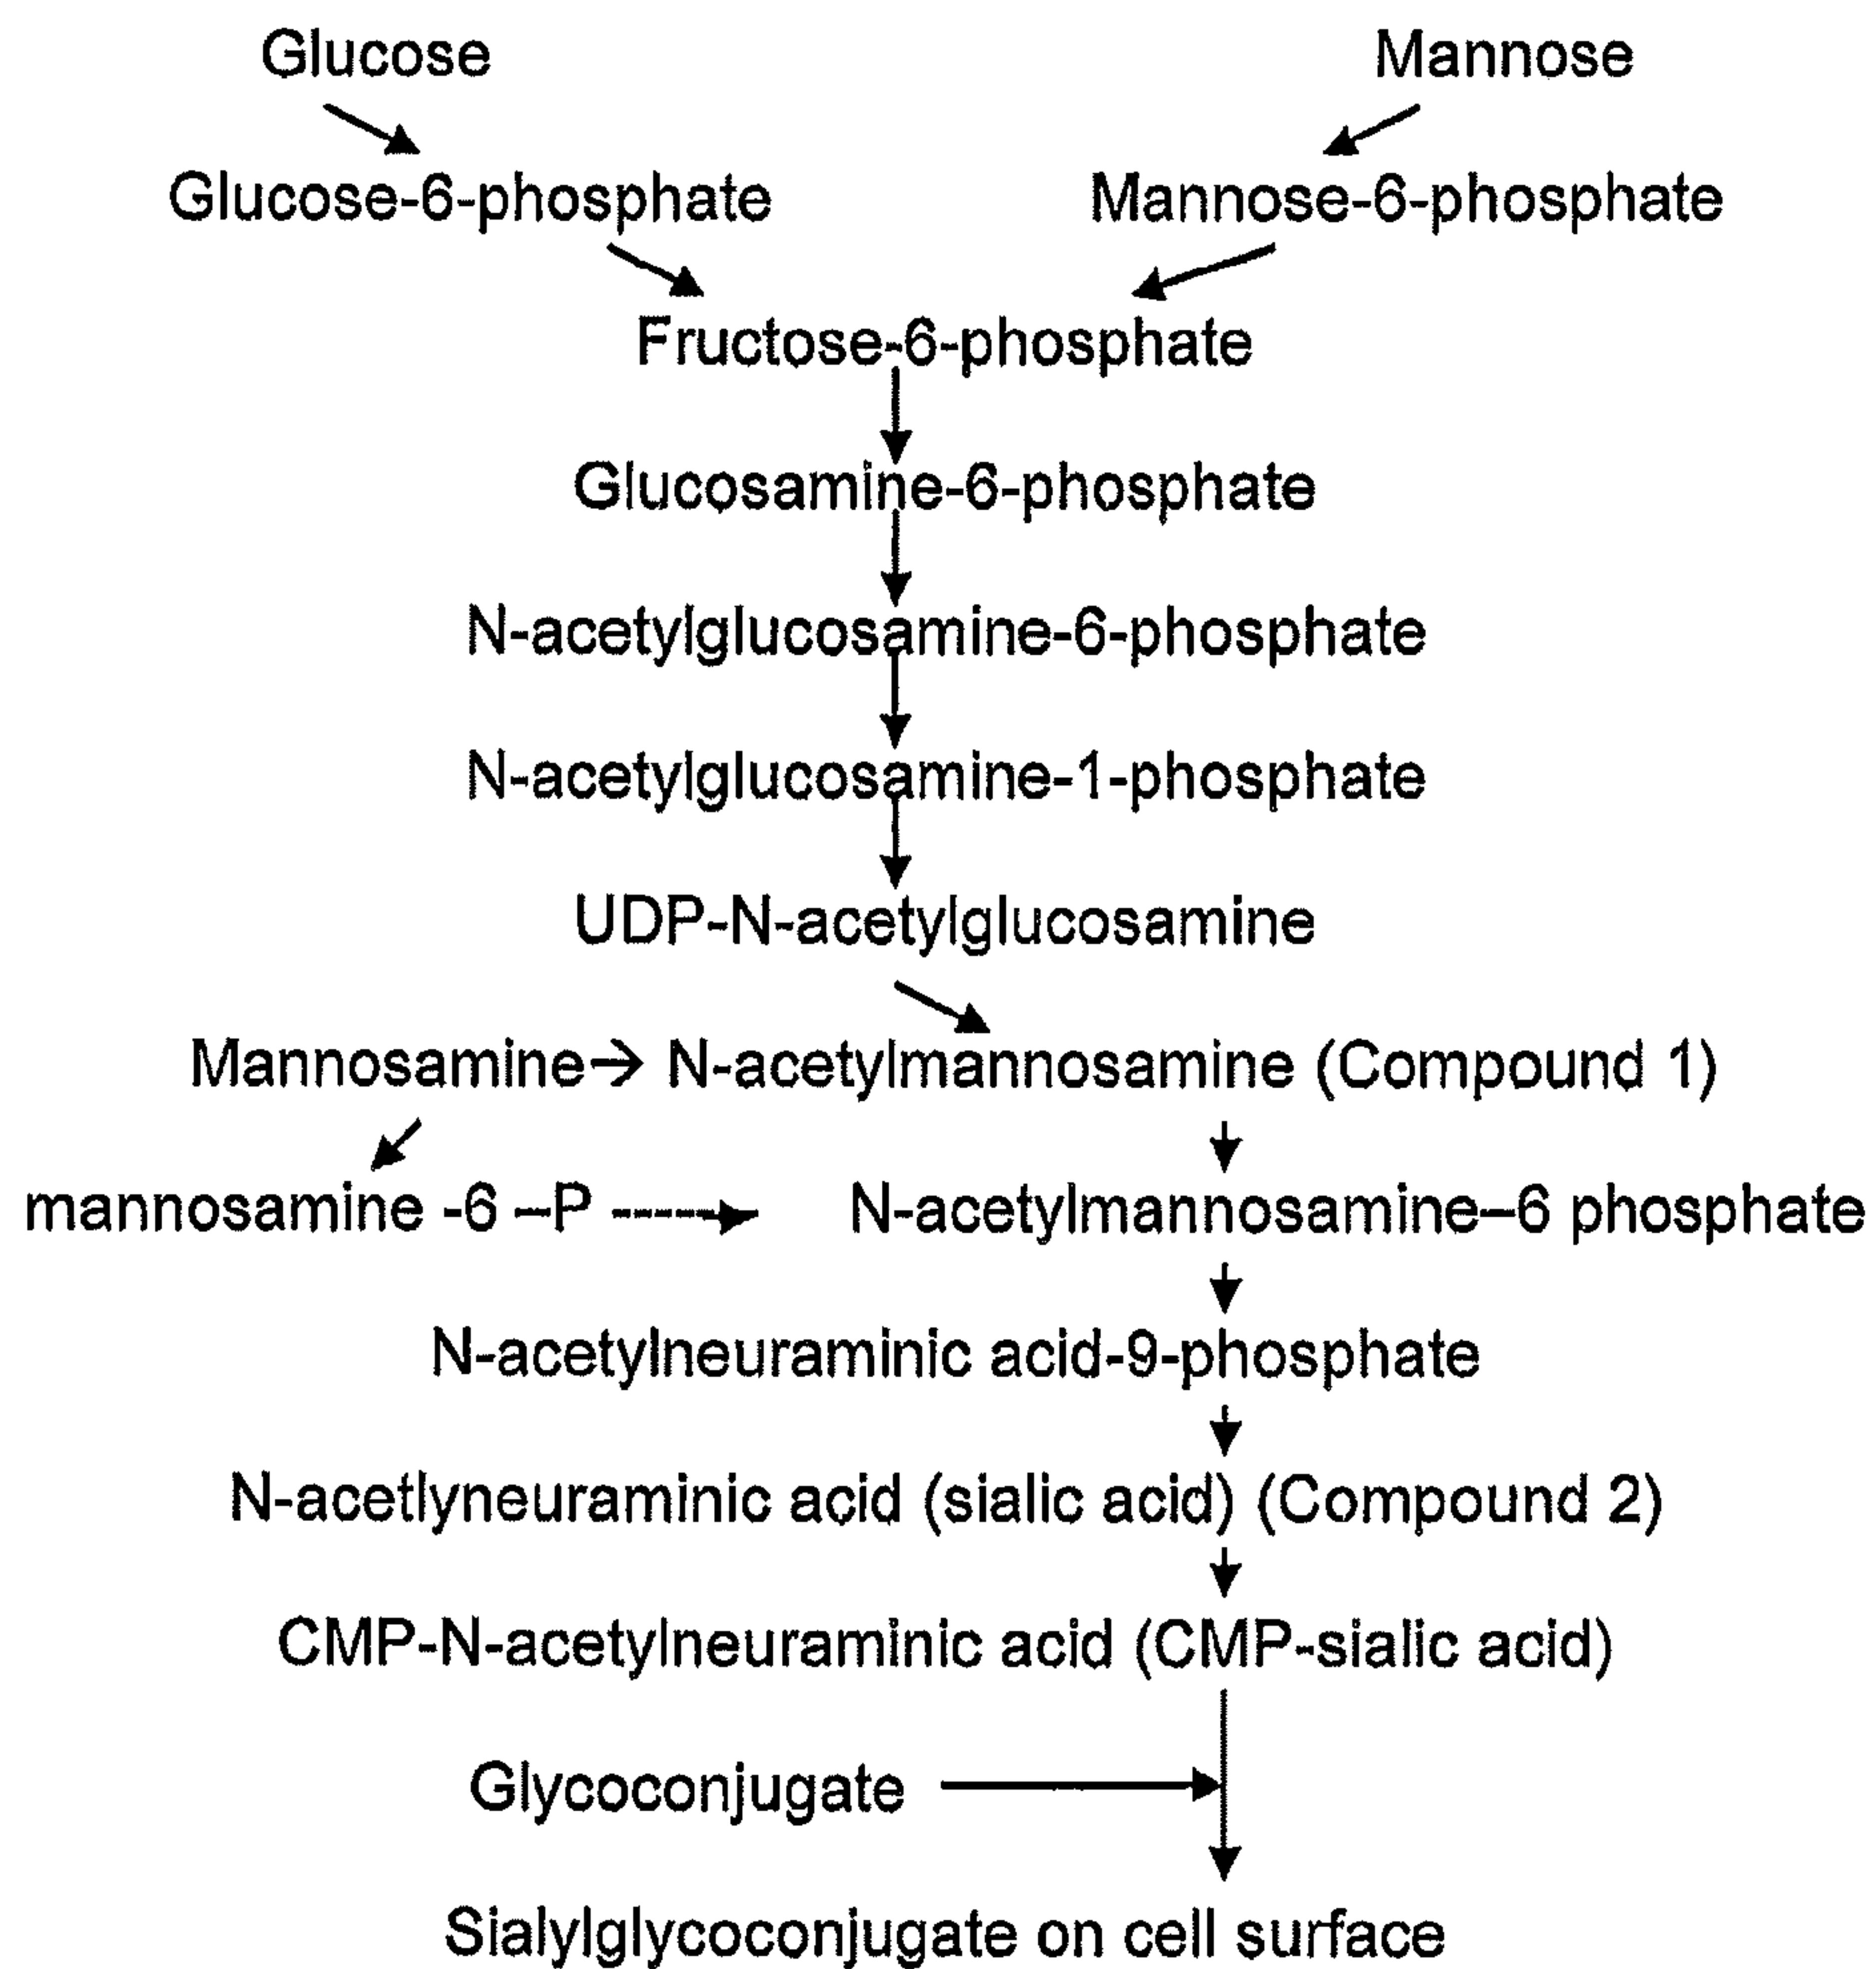 Glucose Mannose
Glucose-6-phosphate Mannose-6-phosphate
Fructose-6-phosphate
Glucosamine-6-phosphate
N-acetylglucosamine-6-phosphate
N-acetylglucosamine-1-phosphate
UDP-N-acetylglucosamine
Mannosamine→ N-acetylmannosamine (Compound 1)
mannosamine -6 –P N-acetylmannosamine–6 phosphate
N-acetylneuraminic acid-9-phosphate
N-acetlyneuraminic acid (sialic acid) (Compound 2)
CMP-N-acetylneuraminic acid (CMP-sialic acid)
Glycoconjugate
Sialylglycoconjugate on cell surface